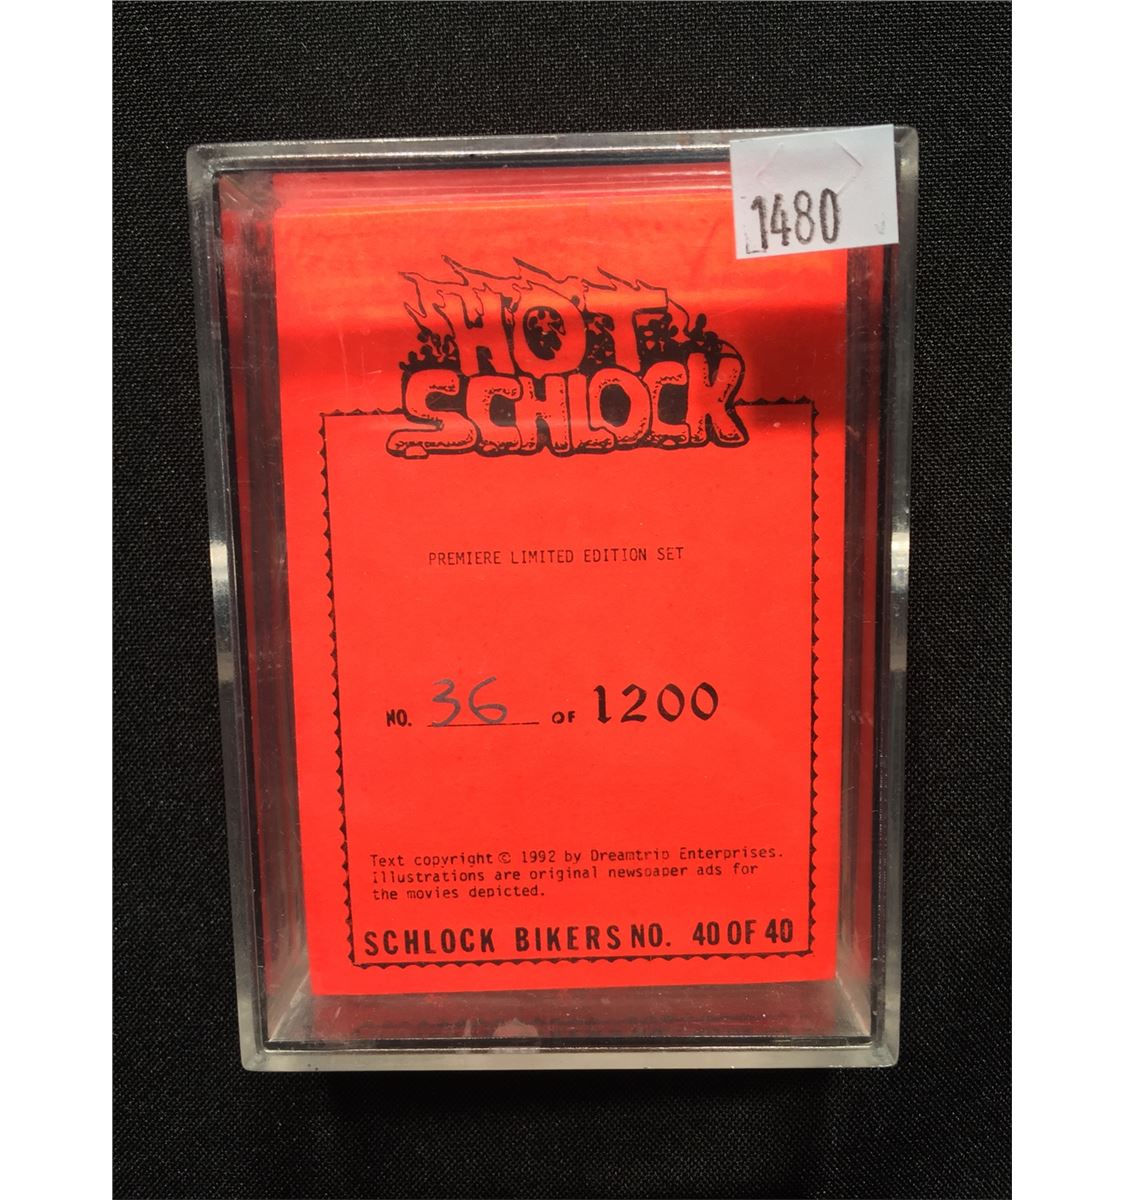 1480
HOT
SCHLOCK
PREMIERE LIMITED EDITION SET
NO. 36 OF 1200
Text copyright © 1992 by Dreamtrip Enterprises.
Illustrations are original newspaper ads for
the movies depicted.
SCHLOCK BIKERS NO. 40 OF 40